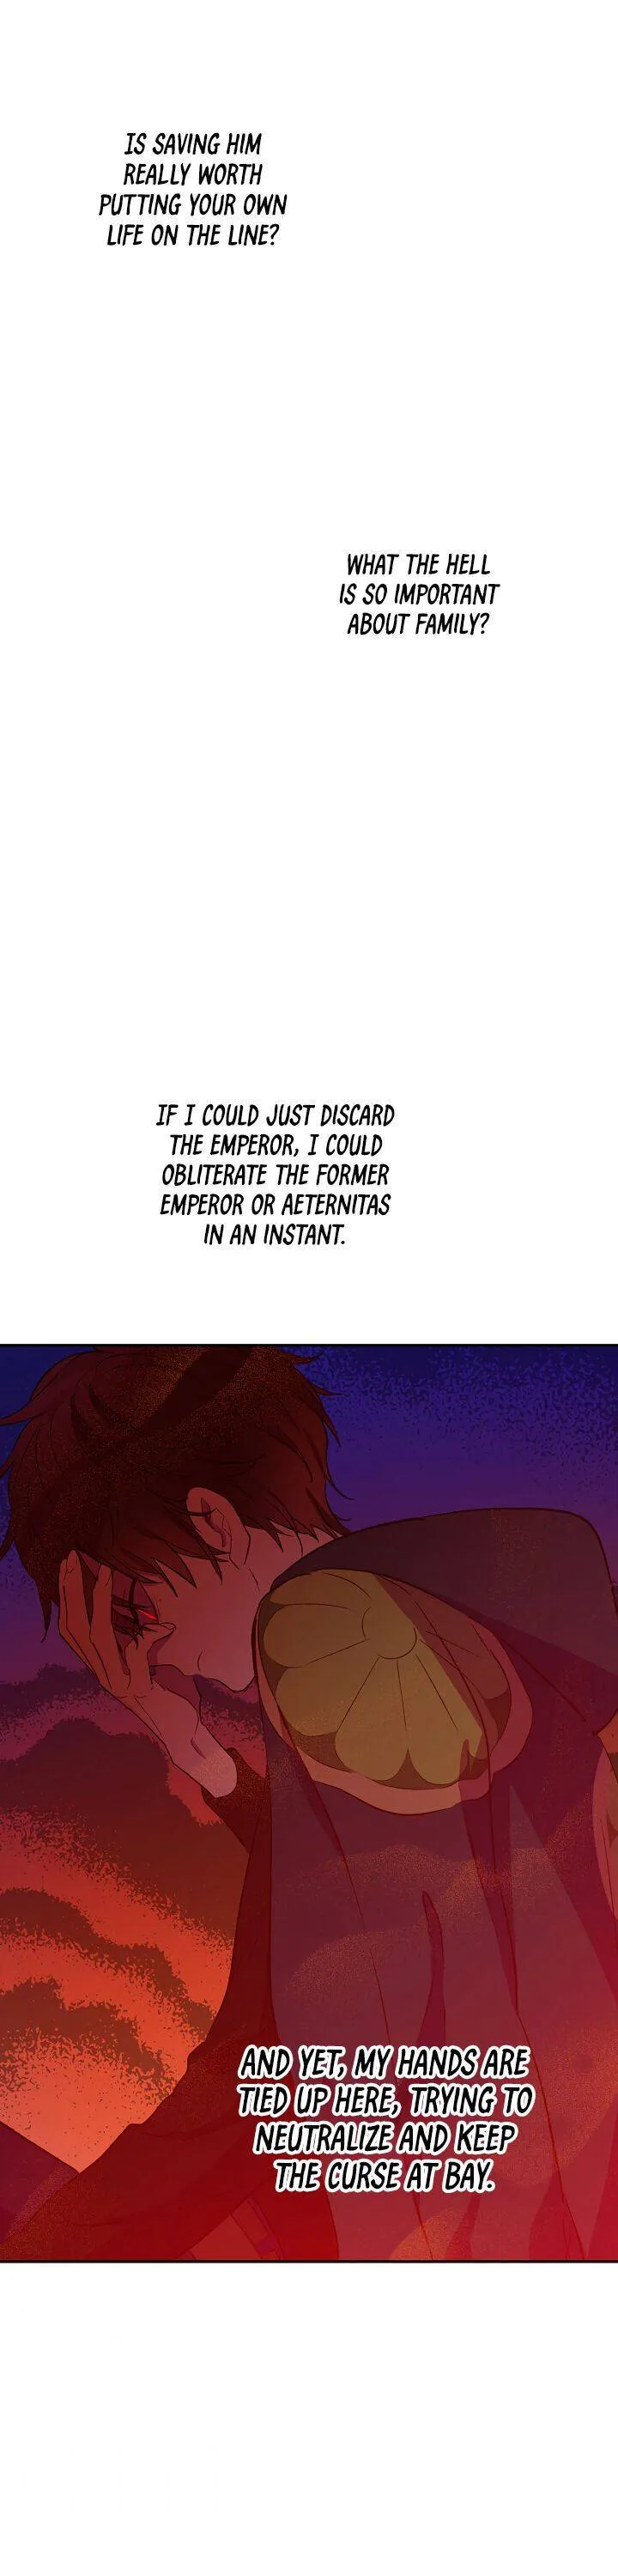 IS SAVING HIM
REALLY WORTH
PUTTING YOUR OWN
LIFE ON THE LINE?
WHAT THE HELL
IS SO IMPORTANT
ABOUT FAMILY?
IF I COULD JUST DISCARD
THE EMPEROR, I COULD
OBLITERATE THE FORMER
EMPEROR OR AETERNITAS
IN AN INSTANT.
AND YET, MY HANDS ARE
TIED UP HERE, TRYING TO
NEUTRALIZE AND KEEP
THE CURSE AT BAY.